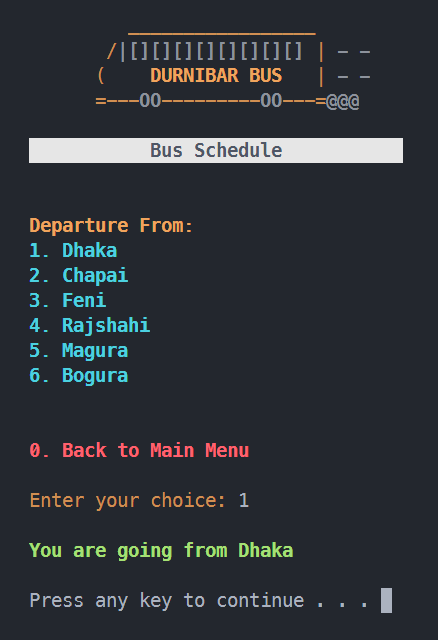 _________________
/|[][][][][][][][] | - -
(    DURNIBAR BUS   | - -
=---OO---------OO---=@@@
Bus Schedule
Departure From:
1. Dhaka
2. Chapai
3. Feni
4. Rajshahi
5. Magura
6. Bogura
0. Back to Main Menu
Enter your choice: 1
You are going from Dhaka
Press any key to continue . . .